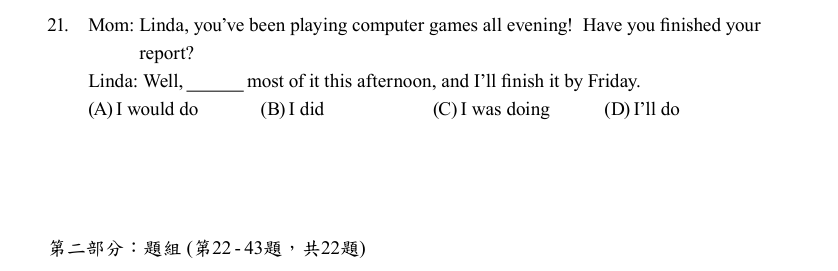 21. Mom: Linda, you’ve been playing computer games all evening! Have you finished your
report?
Linda: Well, ______ most of it this afternoon, and I’ll finish it by Friday.
(A) I would do (B) I did (C) I was doing (D) I’ll do
第二部分：題組 (第22 - 43題，共22題)